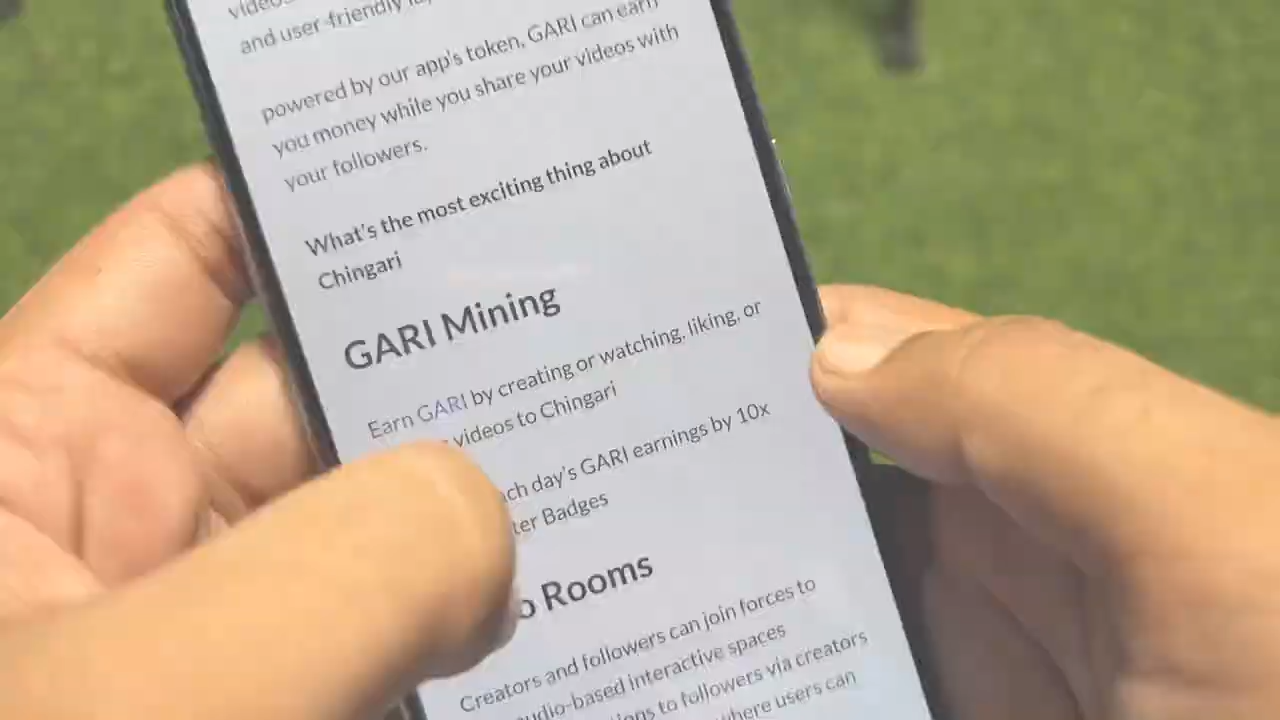 and user-friendly
powered by our app's token, GARI can earn
you money while you share your videos with
your followers.
What's the most exciting thing about
Chingari
GARI Mining
Earn GARI by creating or watching, liking, or
videos to Chingari
day's GARI earnings by 10x
Badges
Rooms
Creators and followers can join forces to
interactive spaces
to followers via creators
where users can